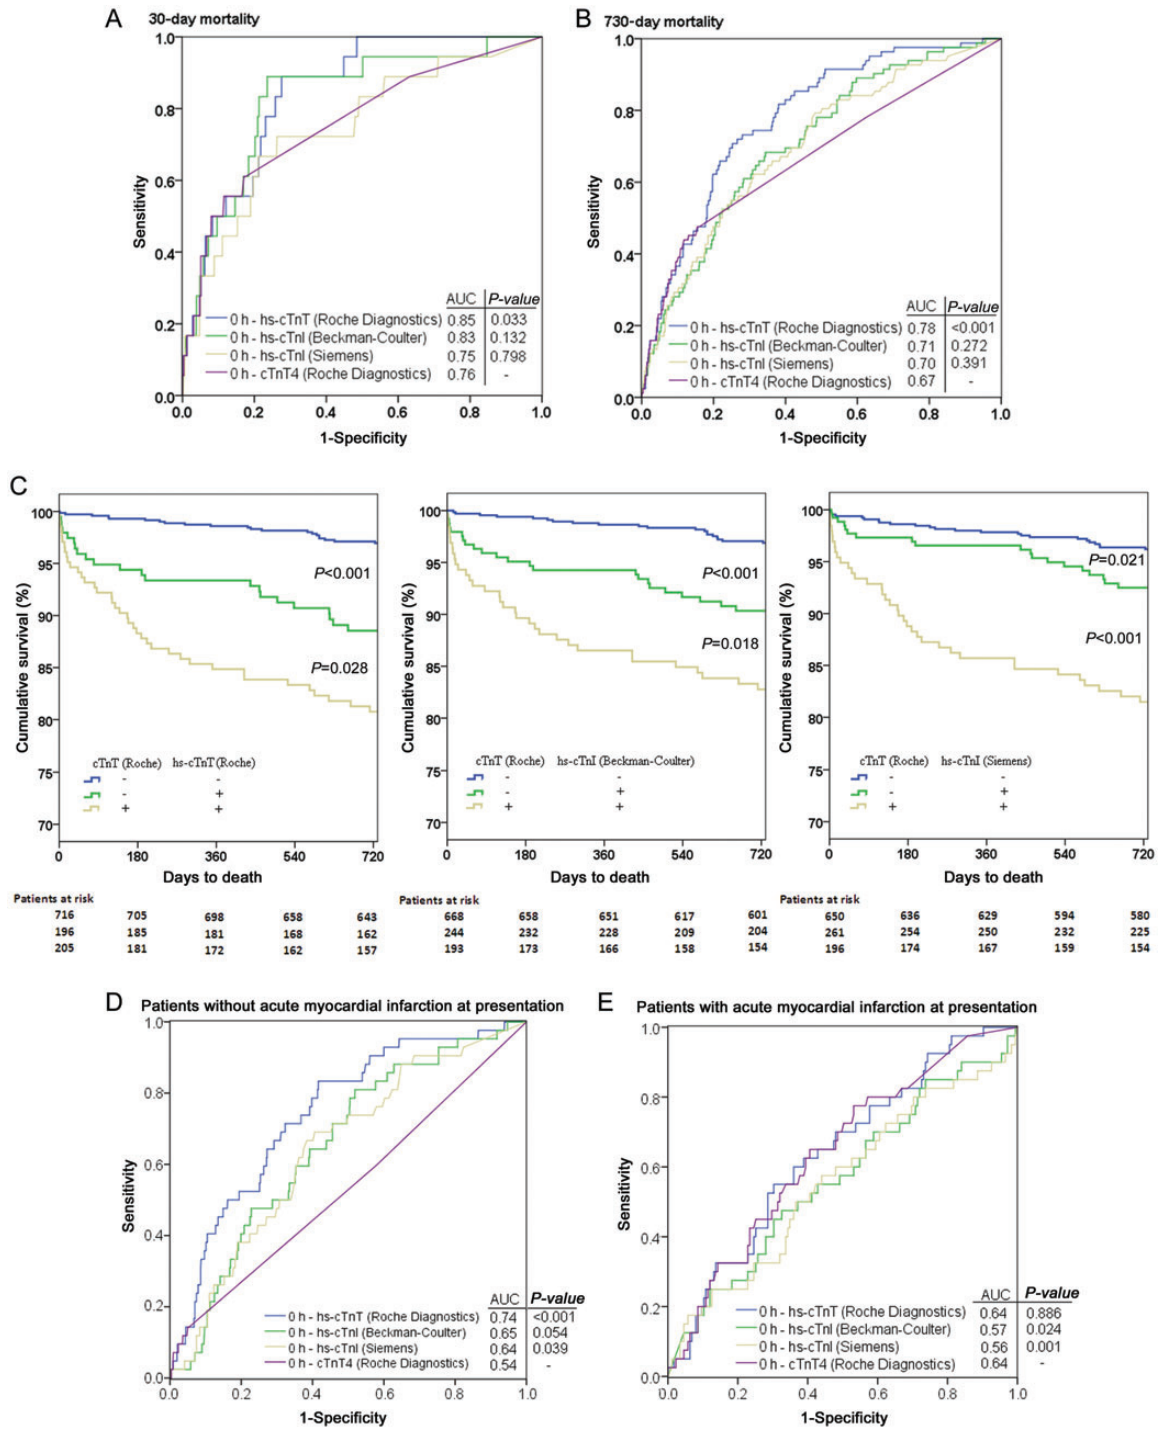 A 30-day mortality
1.0
0.8
0.6
0.4
0.2
0.0
Sensitivity
AUC P-value
0 h - hs-cTnT (Roche Diagnostics) 0.85 0.033
0 h - hs-cTnI (Beckman-Coulter) 0.83 0.132
0 h - hs-cTnI (Siemens) 0.75 0.798
0 h - cTnT4 (Roche Diagnostics) 0.76 -
0.0 0.2 0.4 0.6 0.8 1.0
1-Specificity
B 730-day mortality
1.0
0.8
0.6
0.4
0.2
0.0
Sensitivity
AUC P-value
0 h - hs-cTnT (Roche Diagnostics) 0.78 <0.001
0 h - hs-cTnI (Beckman-Coulter) 0.71 0.272
0 h - hs-cTnI (Siemens) 0.70 0.391
0 h - cTnT4 (Roche Diagnostics) 0.67 -
0.0 0.2 0.4 0.6 0.8 1.0
1-Specificity
C
100
95
90
85
80
75
70
Cumulative survival (%)
P<0.001
P=0.028
cTnT (Roche) hs-cTnT (Roche)
- -
- +
+ +
0 180 360 540 720
Days to death
Patients at risk
716 705 698 658 643
196 185 181 168 162
205 181 172 162 157
100
95
90
85
80
75
70
Cumulative survival (%)
P<0.001
P=0.018
cTnT (Roche) hs-cTnI (Beckman-Coulter)
- -
- +
+ +
0 180 360 540 720
Days to death
Patients at risk
668 658 651 617 601
244 232 228 209 204
193 173 166 158 154
100
95
90
85
80
75
70
Cumulative survival (%)
P=0.021
P<0.001
cTnT (Roche) hs-cTnI (Siemens)
- -
- +
+ +
0 180 360 540 720
Days to death
Patients at risk
650 636 629 594 580
261 254 250 232 225
196 174 167 159 154
D Patients without acute myocardial infarction at presentation
1.0
0.8
0.6
0.4
0.2
0.0
Sensitivity
AUC P-value
0 h - hs-cTnT (Roche Diagnostics) 0.74 <0.001
0 h - hs-cTnI (Beckman-Coulter) 0.65 0.054
0 h - hs-cTnI (Siemens) 0.64 0.039
0 h - cTnT4 (Roche Diagnostics) 0.54 -
0.0 0.2 0.4 0.6 0.8 1.0
1-Specificity
E Patients with acute myocardial infarction at presentation
1.0
0.8
0.6
0.4
0.2
0.0
Sensitivity
AUC P-value
0 h - hs-cTnT (Roche Diagnostics) 0.64 0.886
0 h - hs-cTnI (Beckman-Coulter) 0.57 0.024
0 h - hs-cTnI (Siemens) 0.56 0.001
0 h - cTnT4 (Roche Diagnostics) 0.64 -
0.0 0.2 0.4 0.6 0.8 1.0
1-Specificity